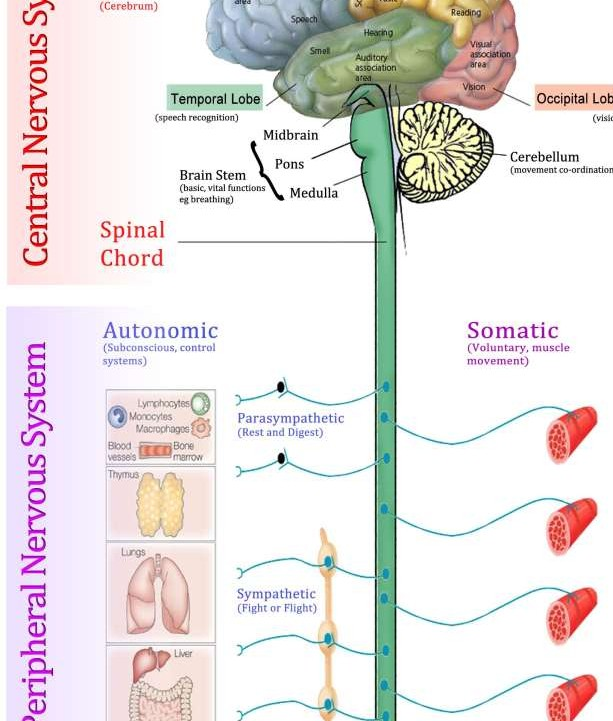 Central Nervous Sy
(Cerebrum)
area
Speech
Reading
Hearing
Smell
Auditory
association
area
Visual
association
area
Vision
Temporal Lobe
(speech recognition)
Occipital Lob
(visio
Midbrain
Pons
Medulla
Brain Stem
(basic, vital functions
eg breathing)
Cerebellum
(movement co-ordination
Spinal
Chord
Peripheral Nervous System
Autonomic
(Subconscious, control
systems)
Somatic
(Voluntary, muscle
movement)
Lymphocytes
Monocytes
Macrophages
Blood
vessels
Bone
marrow
Parasympathetic
(Rest and Digest)
Thymus
Lungs
Sympathetic
(Fight or Flight)
Liver